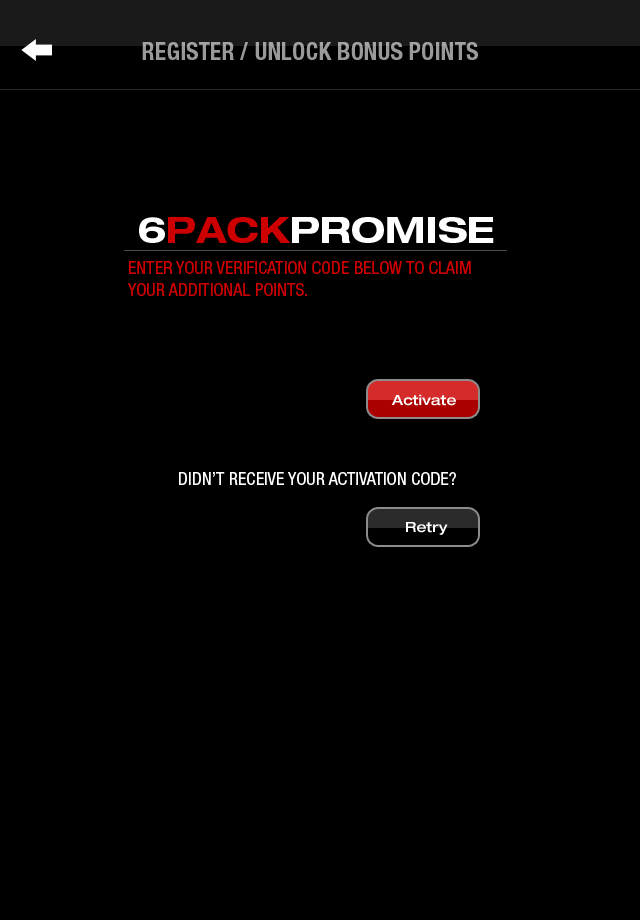 REGISTER / UNLOCK BONUS POINTS
6PACKPROMISE
ENTER YOUR VERIFICATION CODE BELOW TO CLAIM
YOUR ADDITIONAL POINTS.
Activate
DIDN’T RECEIVE YOUR ACTIVATION CODE?
Retry